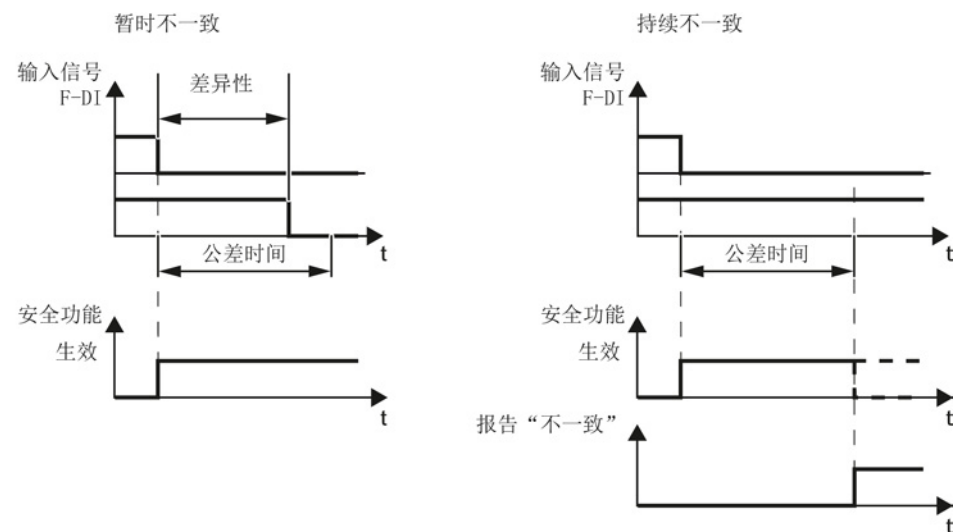 暂时不一致
输入信号
F-DI
差异性
t
公差时间
安全功能
生效
t
持续不一致
输入信号
F-DI
t
公差时间
安全功能
生效
t
报告“不一致”
t